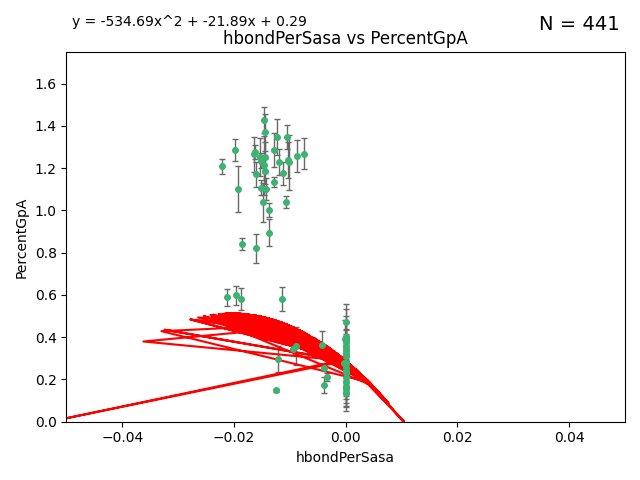 y = -534.69x^2 + -21.89x + 0.29
N = 441
hbondPerSasa vs PercentGpA
PercentGpA
1.6
1.4
1.2
1.0
0.8
0.6
0.4
0.2
0.0
−0.04
−0.02
0.00
0.02
0.04
hbondPerSasa